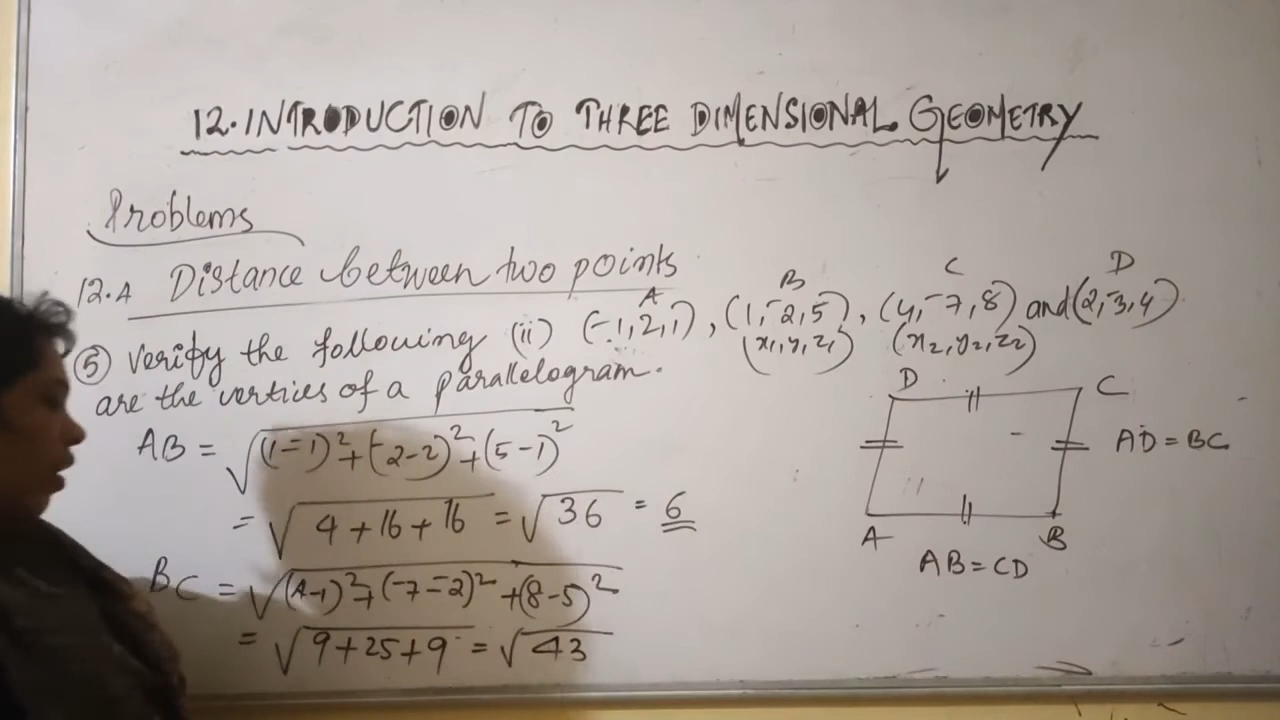 12. INTRODUCTION TO THREE DIMENSIONAL GEOMETRY
Problems
12.A Distance between two points
A B C D
⑤ verify the following (ii) (-1,2,1), (1,-2,5), (4,-7,8) and (2,-3,4)
(x₁,y₁,z₁) (x₂,y₂,z₂)
are the vertices of a parallelogram.
AB = √((1-⁻1)²+(⁻2-2)²+(5-1)²)
= √(4+16+16) = √36 = 6
BC = √((4-1)²+(-7-⁻2)²+(8-5)²)
= √(9+25+9) = √43
D C
AD = BC
A B
AB = CD